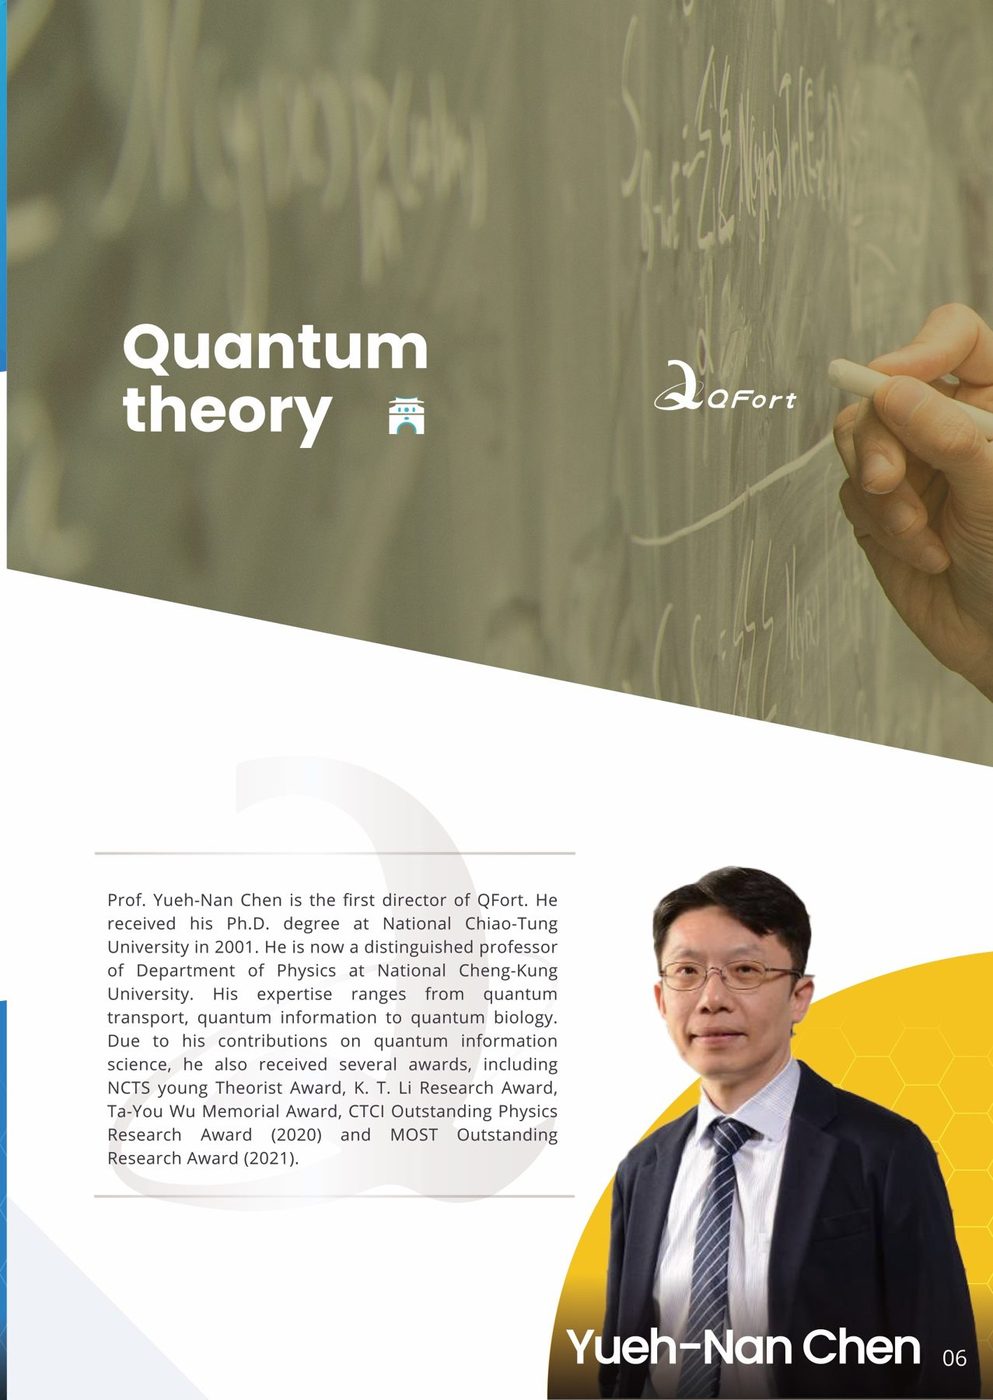 Quantum
theory
QFort
Prof. Yueh-Nan Chen is the first director of QFort. He
received his Ph.D. degree at National Chiao-Tung
University in 2001. He is now a distinguished professor
of Department of Physics at National Cheng-Kung
University. His expertise ranges from quantum
transport, quantum information to quantum biology.
Due to his contributions on quantum information
science, he also received several awards, including
NCTS young Theorist Award, K. T. Li Research Award,
Ta-You Wu Memorial Award, CTCI Outstanding Physics
Research Award (2020) and MOST Outstanding
Research Award (2021).
Yueh-Nan Chen
06